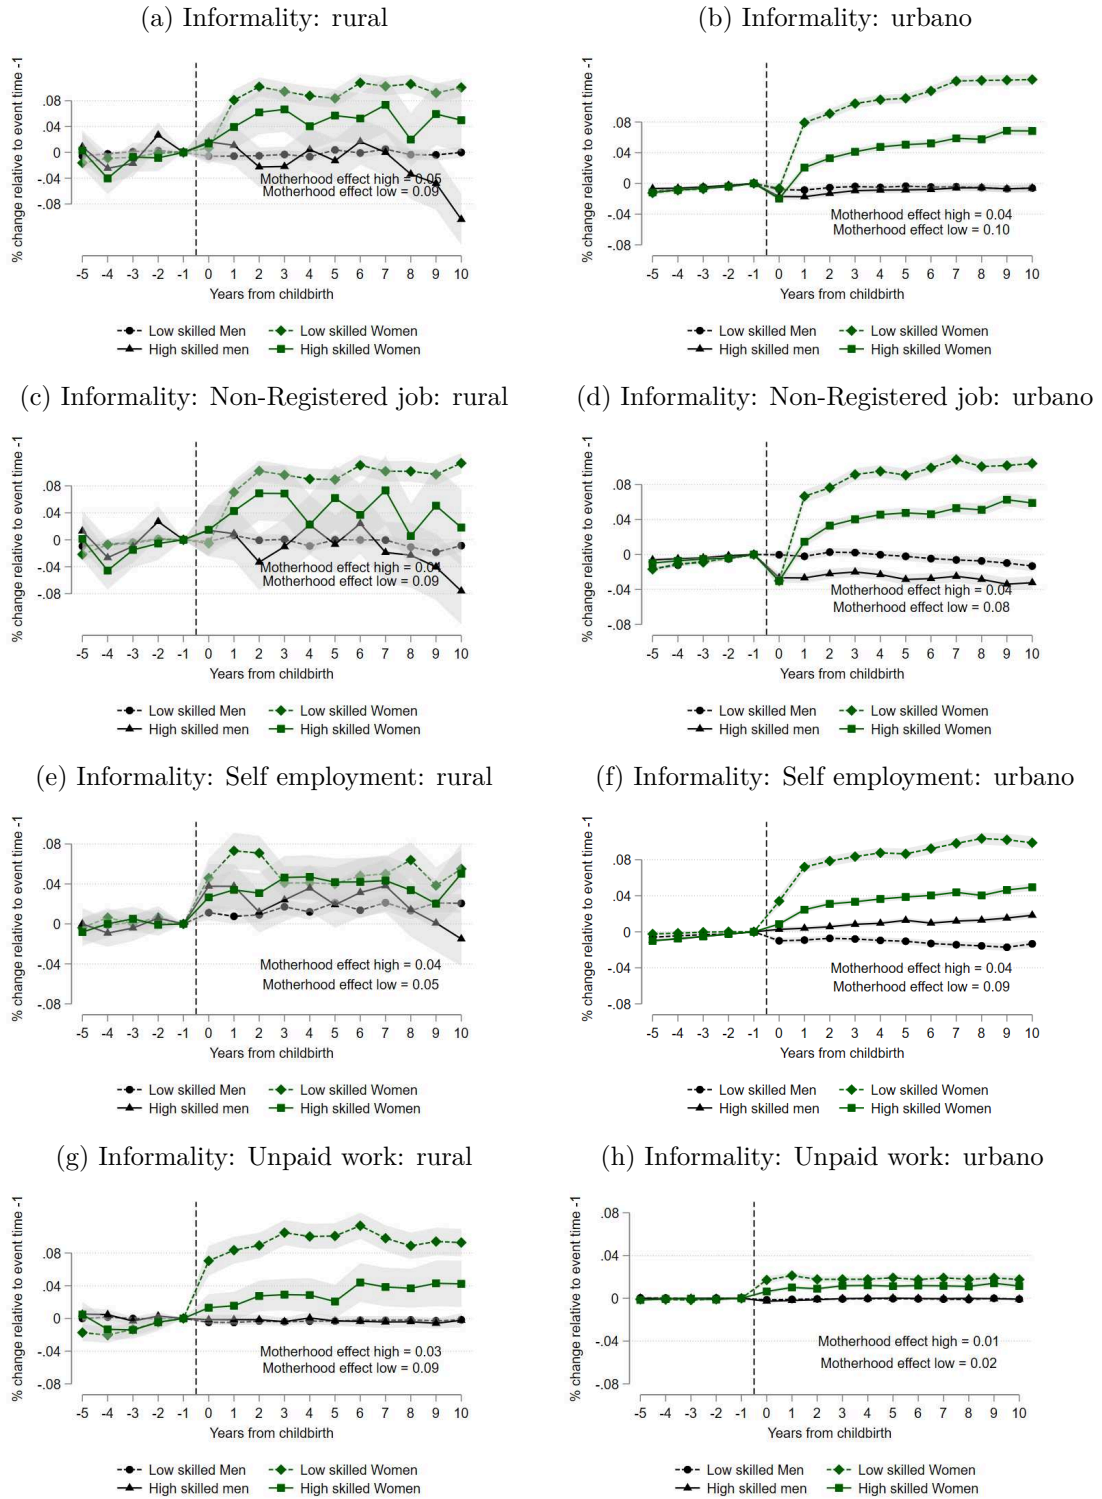 (a) Informality: rural
% change relative to event time -1
.08
.04
0
-.04
-.08
Motherhood effect high = 0.05
Motherhood effect low = 0.09
-5 -4 -3 -2 -1 0 1 2 3 4 5 6 7 8 9 10
Years from childbirth
Low skilled Men Low skilled Women
High skilled men High skilled Women
(b) Informality: urbano
% change relative to event time -1
.08
.04
0
-.04
-.08
Motherhood effect high = 0.04
Motherhood effect low = 0.10
-5 -4 -3 -2 -1 0 1 2 3 4 5 6 7 8 9 10
Years from childbirth
Low skilled Men Low skilled Women
High skilled men High skilled Women
(c) Informality: Non-Registered job: rural
% change relative to event time -1
.08
.04
0
-.04
-.08
Motherhood effect high =
Motherhood effect low = 0.09
-5 -4 -3 -2 -1 0 1 2 3 4 5 6 7 8 9 10
Years from childbirth
Low skilled Men Low skilled Women
High skilled men High skilled Women
(d) Informality: Non-Registered job: urbano
% change relative to event time -1
.08
.04
0
-.04
-.08
Motherhood effect high = 0.04
Motherhood effect low = 0.08
-5 -4 -3 -2 -1 0 1 2 3 4 5 6 7 8 9 10
Years from childbirth
Low skilled Men Low skilled Women
High skilled men High skilled Women
(e) Informality: Self employment: rural
% change relative to event time -1
.08
.04
0
-.04
-.08
Motherhood effect high = 0.04
Motherhood effect low = 0.05
-5 -4 -3 -2 -1 0 1 2 3 4 5 6 7 8 9 10
Years from childbirth
Low skilled Men Low skilled Women
High skilled men High skilled Women
(f) Informality: Self employment: urbano
% change relative to event time -1
.08
.04
0
-.04
-.08
Motherhood effect high = 0.04
Motherhood effect low = 0.09
-5 -4 -3 -2 -1 0 1 2 3 4 5 6 7 8 9 10
Years from childbirth
Low skilled Men Low skilled Women
High skilled men High skilled Women
(g) Informality: Unpaid work: rural
% change relative to event time -1
.08
.04
0
-.04
-.08
Motherhood effect high = 0.03
Motherhood effect low = 0.09
-5 -4 -3 -2 -1 0 1 2 3 4 5 6 7 8 9 10
Years from childbirth
Low skilled Men Low skilled Women
High skilled men High skilled Women
(h) Informality: Unpaid work: urbano
% change relative to event time -1
.08
.04
0
-.04
-.08
Motherhood effect high = 0.01
Motherhood effect low = 0.02
-5 -4 -3 -2 -1 0 1 2 3 4 5 6 7 8 9 10
Years from childbirth
Low skilled Men Low skilled Women
High skilled men High skilled Women